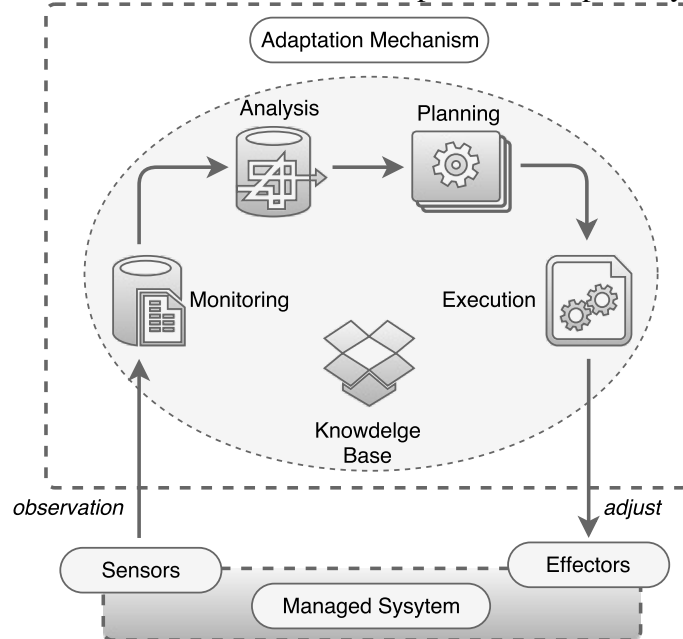 Adaptation Mechanism
Analysis
Planning
Monitoring
Execution
Knowdelge
Base
observation
adjust
Sensors
Effectors
Managed Sysytem